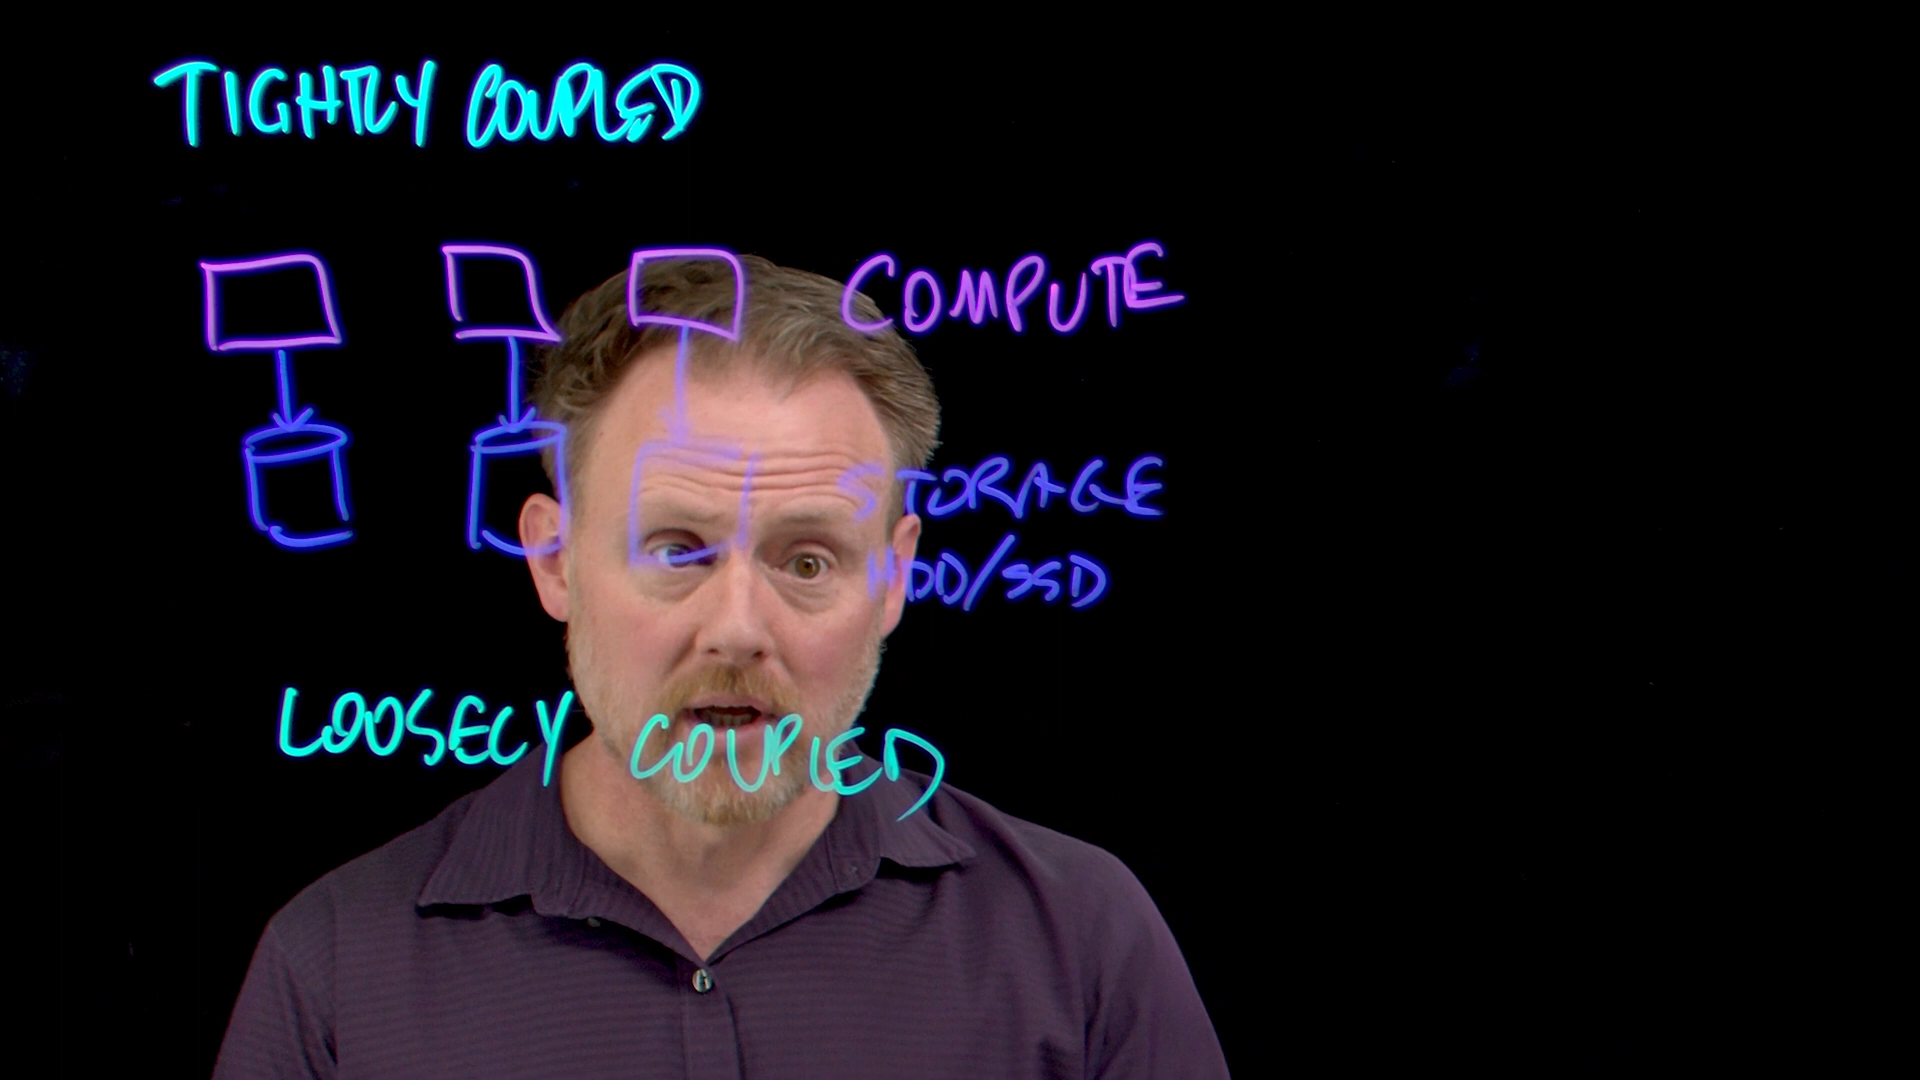 TIGHTLY COUPLED
COMPUTE
STORAGE
HDD/SSD
LOOSELY COUPLED